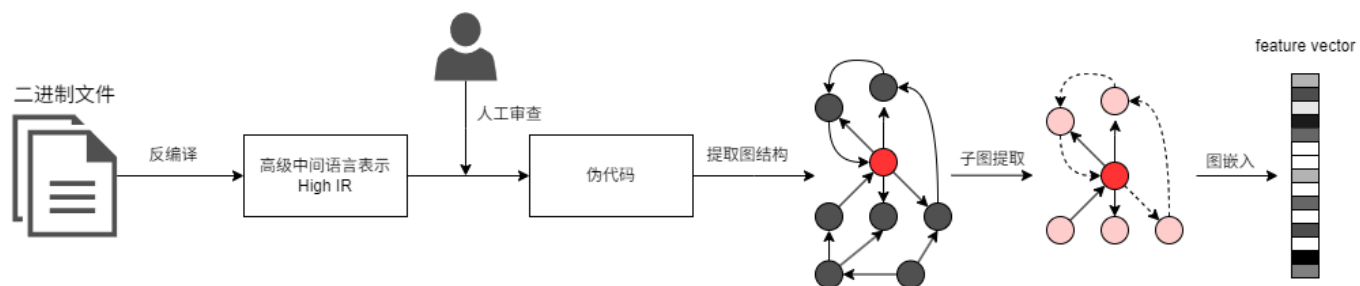 二进制文件
反编译
高级中间语言表示
High IR
人工审查
伪代码
提取图结构
子图提取
图嵌入
feature vector